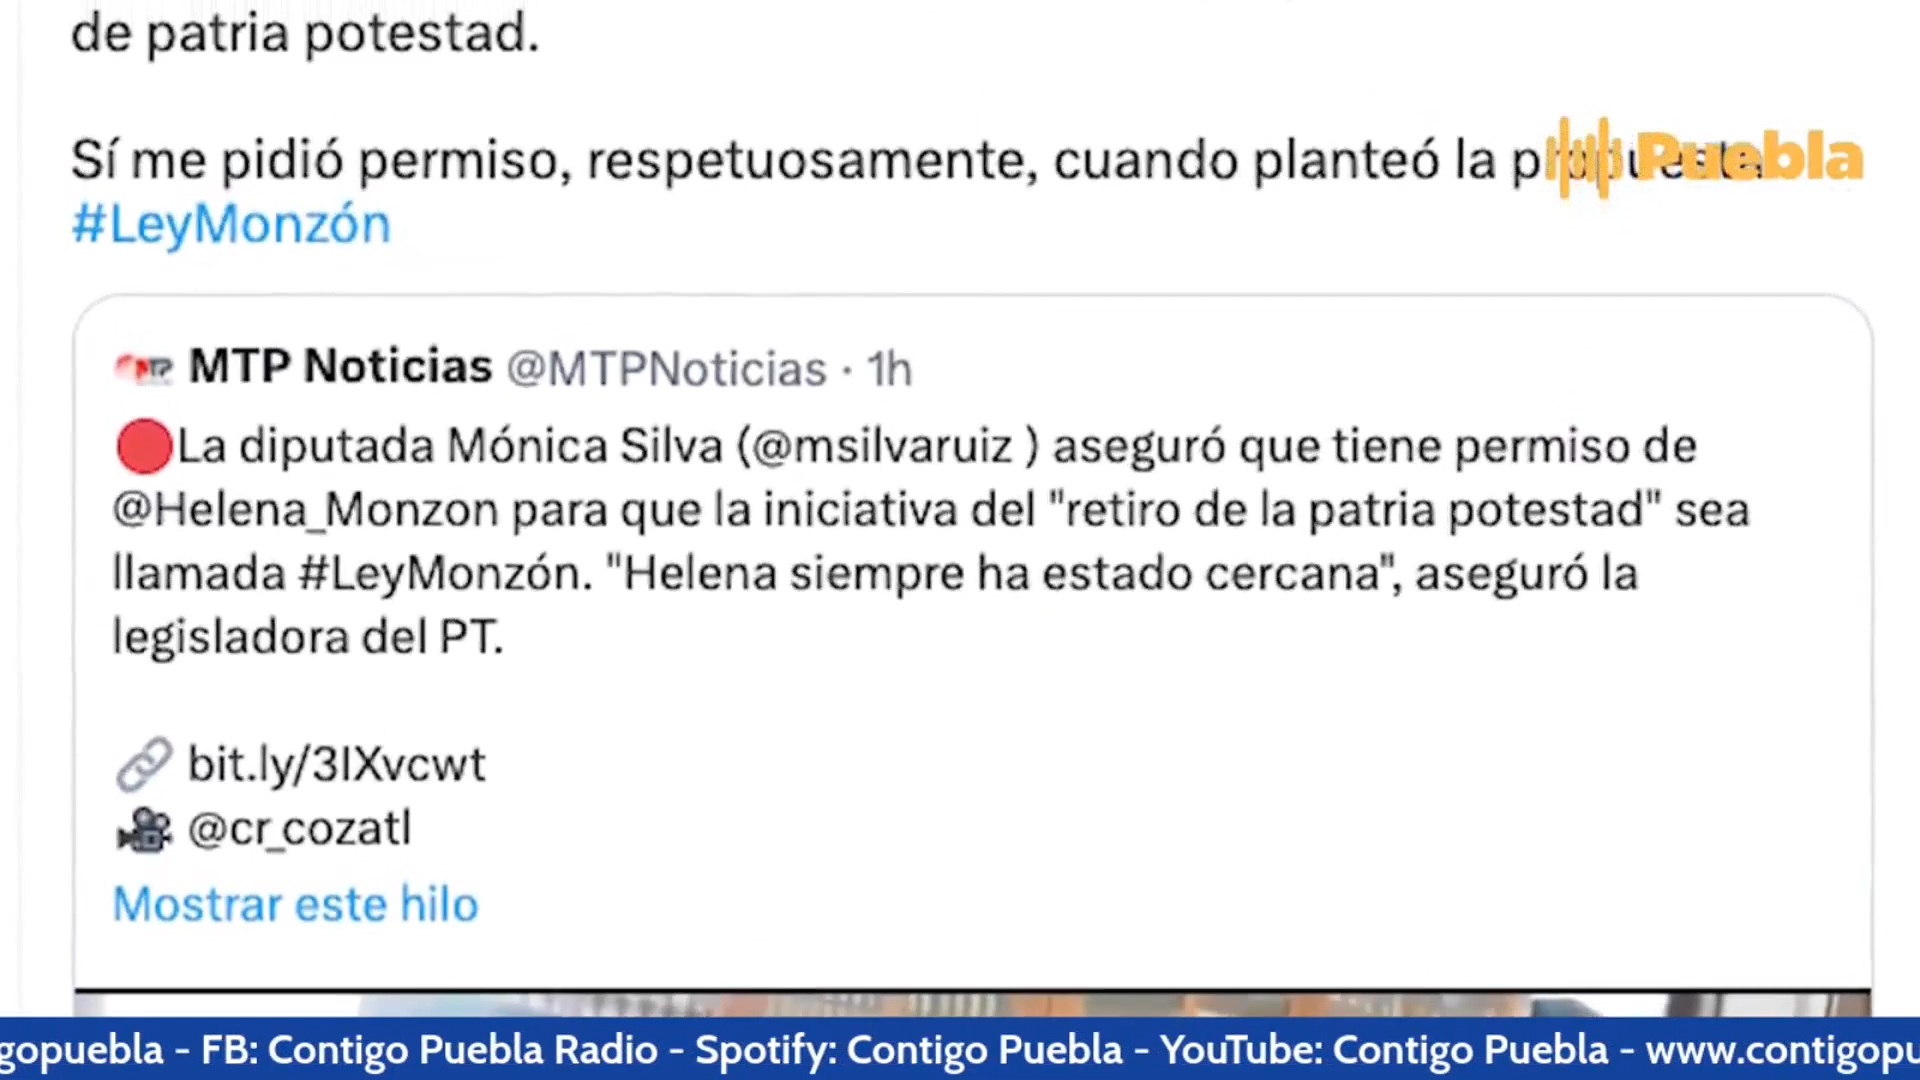 de patria potestad.
Sí me pidió permiso, respetuosamente, cuando planteó la propuesta
Puebla
#LeyMonzón
MTP Noticias @MTPNoticias · 1h
🔴La diputada Mónica Silva (@msilvaruiz ) aseguró que tiene permiso de
@Helena_Monzon para que la iniciativa del "retiro de la patria potestad" sea
llamada #LeyMonzón. "Helena siempre ha estado cercana", aseguró la
legisladora del PT.
🔗 bit.ly/3IXvcwt
🎥 @cr_cozatl
Mostrar este hilo
gopuebla - FB: Contigo Puebla Radio - Spotify: Contigo Puebla - YouTube: Contigo Puebla - www.contigopu